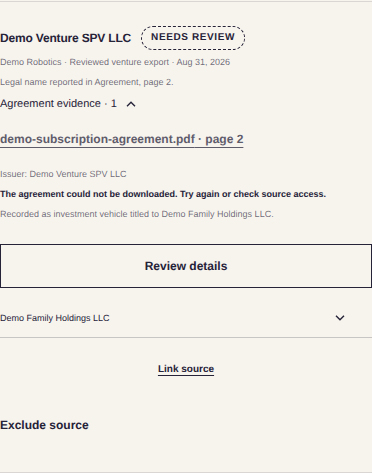 Demo Venture SPV LLC NEEDS REVIEW
Demo Robotics · Reviewed venture export · Aug 31, 2026
Legal name reported in Agreement, page 2.
Agreement evidence · 1
demo-subscription-agreement.pdf · page 2
Issuer: Demo Venture SPV LLC
The agreement could not be downloaded. Try again or check source access.
Recorded as investment vehicle titled to Demo Family Holdings LLC.
Review details
Demo Family Holdings LLC
Link source
Exclude source